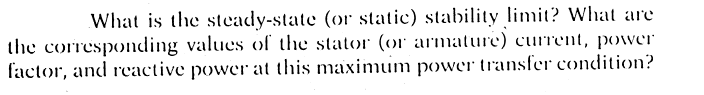 What is the steady-state (or static) stability limit? What are
the corresponding values of the stator (or armature) current, power
factor, and reactive power at this maximum power transfer condition?